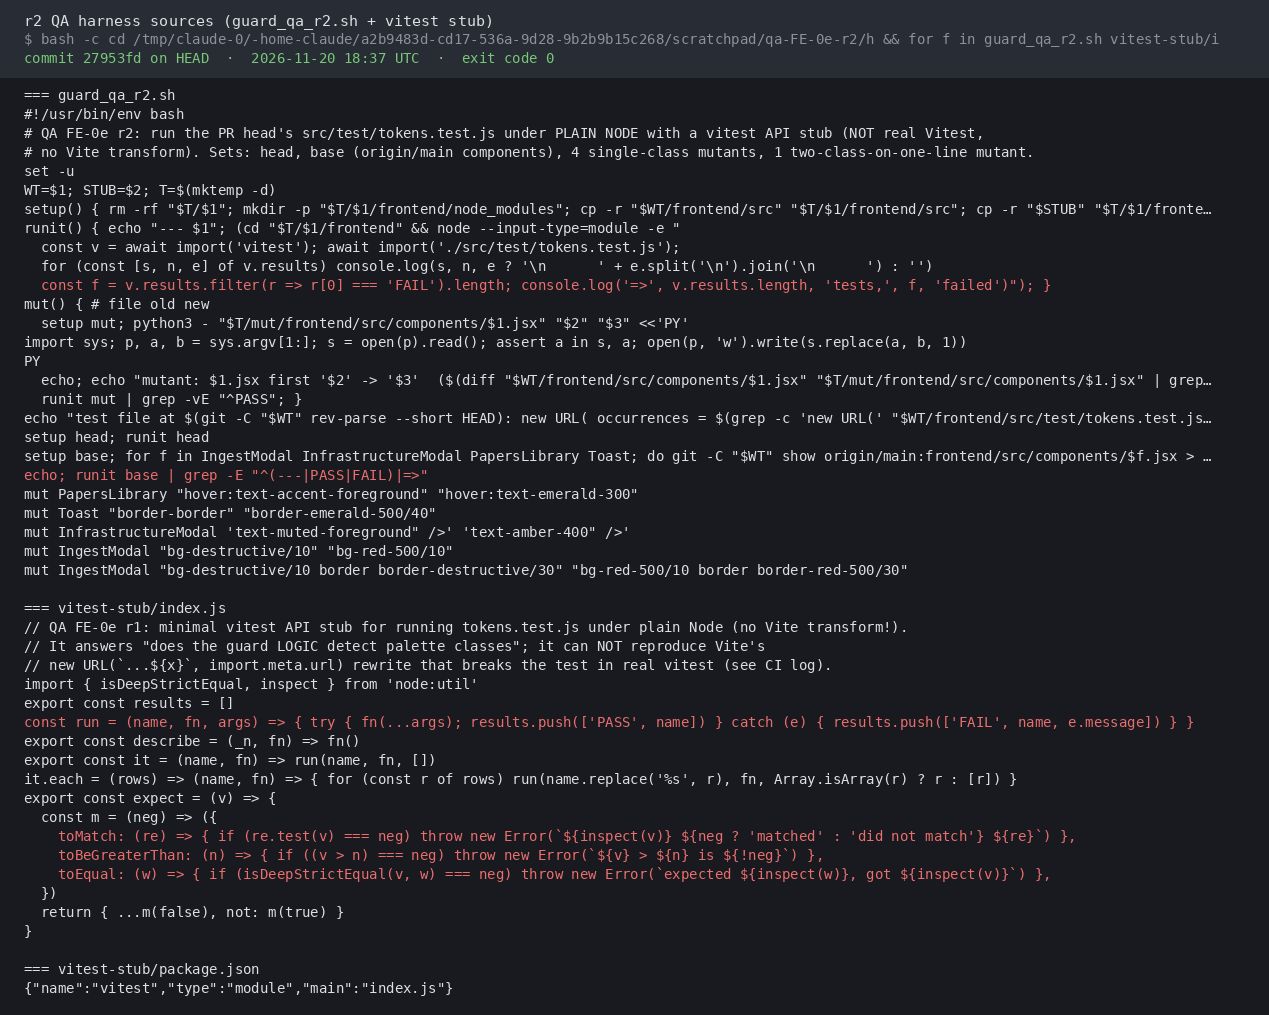 r2 QA harness sources (guard_qa_r2.sh + vitest stub)
$ bash -c cd /tmp/claude-0/-home-claude/a2b9483d-cd17-536a-9d28-9b2b9b15c268/scratchpad/qa-FE-0e-r2/h && for f in guard_qa_r2.sh vitest-stub/i
commit 27953fd on HEAD  ·  2026-11-20 18:37 UTC  ·  exit code 0
=== guard_qa_r2.sh
#!/usr/bin/env bash
# QA FE-0e r2: run the PR head's src/test/tokens.test.js under PLAIN NODE with a vitest API stub (NOT real Vitest,
# no Vite transform). Sets: head, base (origin/main components), 4 single-class mutants, 1 two-class-on-one-line mutant.
set -u
WT=$1; STUB=$2; T=$(mktemp -d)
setup() { rm -rf "$T/$1"; mkdir -p "$T/$1/frontend/node_modules"; cp -r "$WT/frontend/src" "$T/$1/frontend/src"; cp -r "$STUB" "$T/$1/fronte…
runit() { echo "--- $1"; (cd "$T/$1/frontend" && node --input-type=module -e "
  const v = await import('vitest'); await import('./src/test/tokens.test.js');
  for (const [s, n, e] of v.results) console.log(s, n, e ? '\n      ' + e.split('\n').join('\n      ') : '')
  const f = v.results.filter(r => r[0] === 'FAIL').length; console.log('=>', v.results.length, 'tests,', f, 'failed')"); }
mut() { # file old new
  setup mut; python3 - "$T/mut/frontend/src/components/$1.jsx" "$2" "$3" <<'PY'
import sys; p, a, b = sys.argv[1:]; s = open(p).read(); assert a in s, a; open(p, 'w').write(s.replace(a, b, 1))
PY
  echo; echo "mutant: $1.jsx first '$2' -> '$3'  ($(diff "$WT/frontend/src/components/$1.jsx" "$T/mut/frontend/src/components/$1.jsx" | grep…
  runit mut | grep -vE "^PASS"; }
echo "test file at $(git -C "$WT" rev-parse --short HEAD): new URL( occurrences = $(grep -c 'new URL(' "$WT/frontend/src/test/tokens.test.js…
setup head; runit head
setup base; for f in IngestModal InfrastructureModal PapersLibrary Toast; do git -C "$WT" show origin/main:frontend/src/components/$f.jsx > …
echo; runit base | grep -E "^(---|PASS|FAIL)|=>"
mut PapersLibrary "hover:text-accent-foreground" "hover:text-emerald-300"
mut Toast "border-border" "border-emerald-500/40"
mut InfrastructureModal 'text-muted-foreground" />' 'text-amber-400" />'
mut IngestModal "bg-destructive/10" "bg-red-500/10"
mut IngestModal "bg-destructive/10 border border-destructive/30" "bg-red-500/10 border border-red-500/30"
=== vitest-stub/index.js
// QA FE-0e r1: minimal vitest API stub for running tokens.test.js under plain Node (no Vite transform!).
// It answers "does the guard LOGIC detect palette classes"; it can NOT reproduce Vite's
// new URL(`...${x}`, import.meta.url) rewrite that breaks the test in real vitest (see CI log).
import { isDeepStrictEqual, inspect } from 'node:util'
export const results = []
const run = (name, fn, args) => { try { fn(...args); results.push(['PASS', name]) } catch (e) { results.push(['FAIL', name, e.message]) } }
export const describe = (_n, fn) => fn()
export const it = (name, fn) => run(name, fn, [])
it.each = (rows) => (name, fn) => { for (const r of rows) run(name.replace('%s', r), fn, Array.isArray(r) ? r : [r]) }
export const expect = (v) => {
  const m = (neg) => ({
    toMatch: (re) => { if (re.test(v) === neg) throw new Error(`${inspect(v)} ${neg ? 'matched' : 'did not match'} ${re}`) },
    toBeGreaterThan: (n) => { if ((v > n) === neg) throw new Error(`${v} > ${n} is ${!neg}`) },
    toEqual: (w) => { if (isDeepStrictEqual(v, w) === neg) throw new Error(`expected ${inspect(w)}, got ${inspect(v)}`) },
  })
  return { ...m(false), not: m(true) }
}
=== vitest-stub/package.json
{"name":"vitest","type":"module","main":"index.js"}